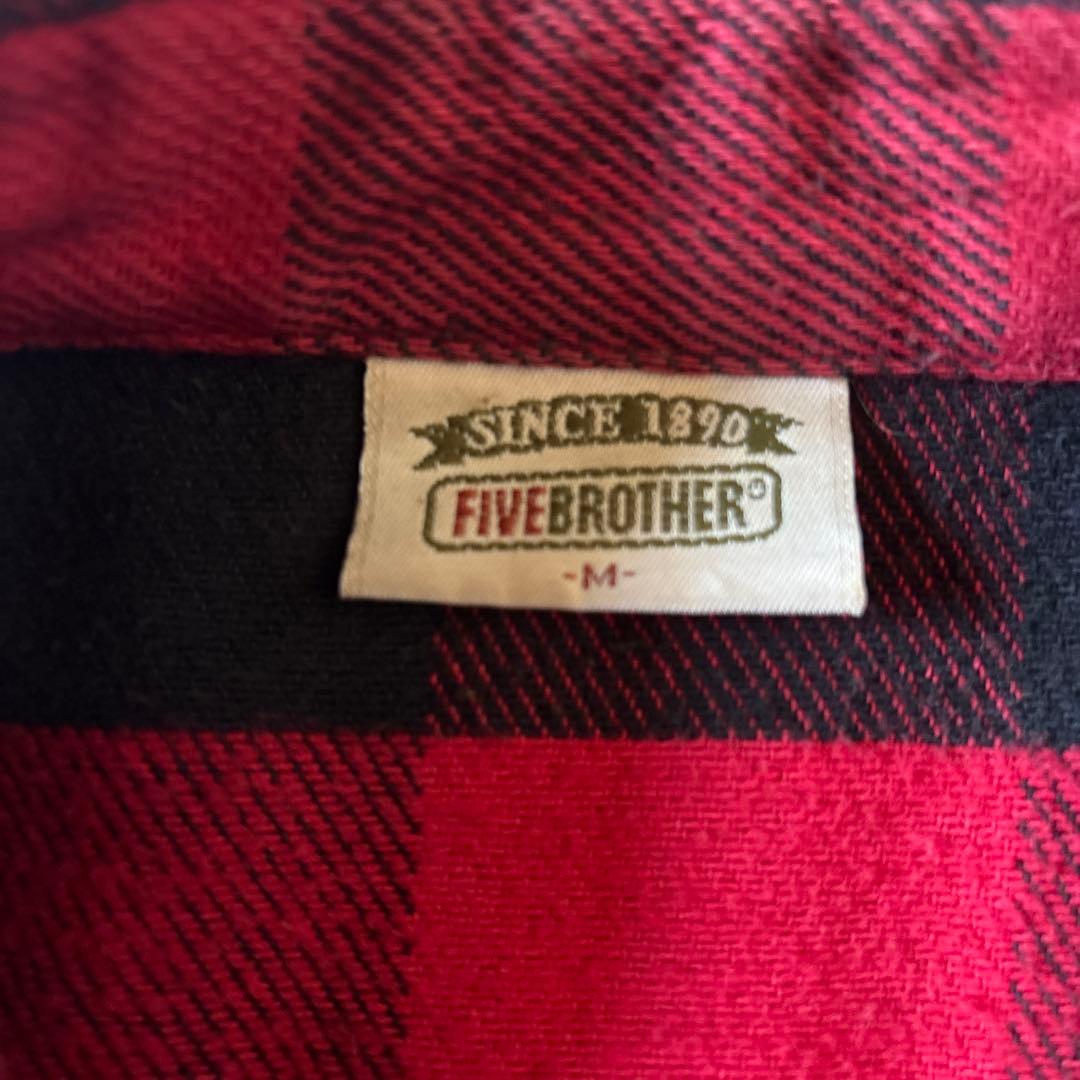 SINCE 1890
FIVEBROTHER
-M-